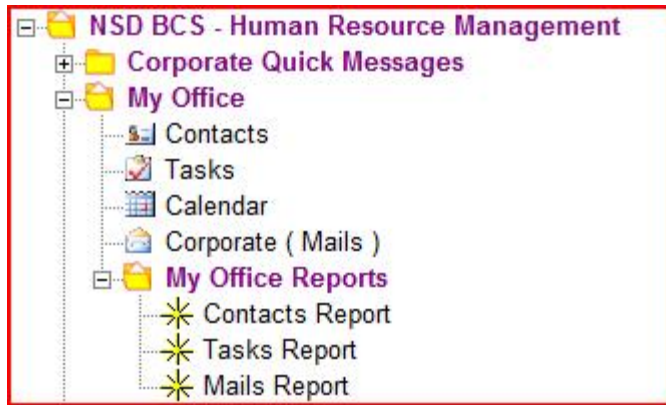 NSD BCS - Human Resource Management
Corporate Quick Messages
My Office
Contacts
Tasks
Calendar
Corporate ( Mails )
My Office Reports
Contacts Report
Tasks Report
Mails Report